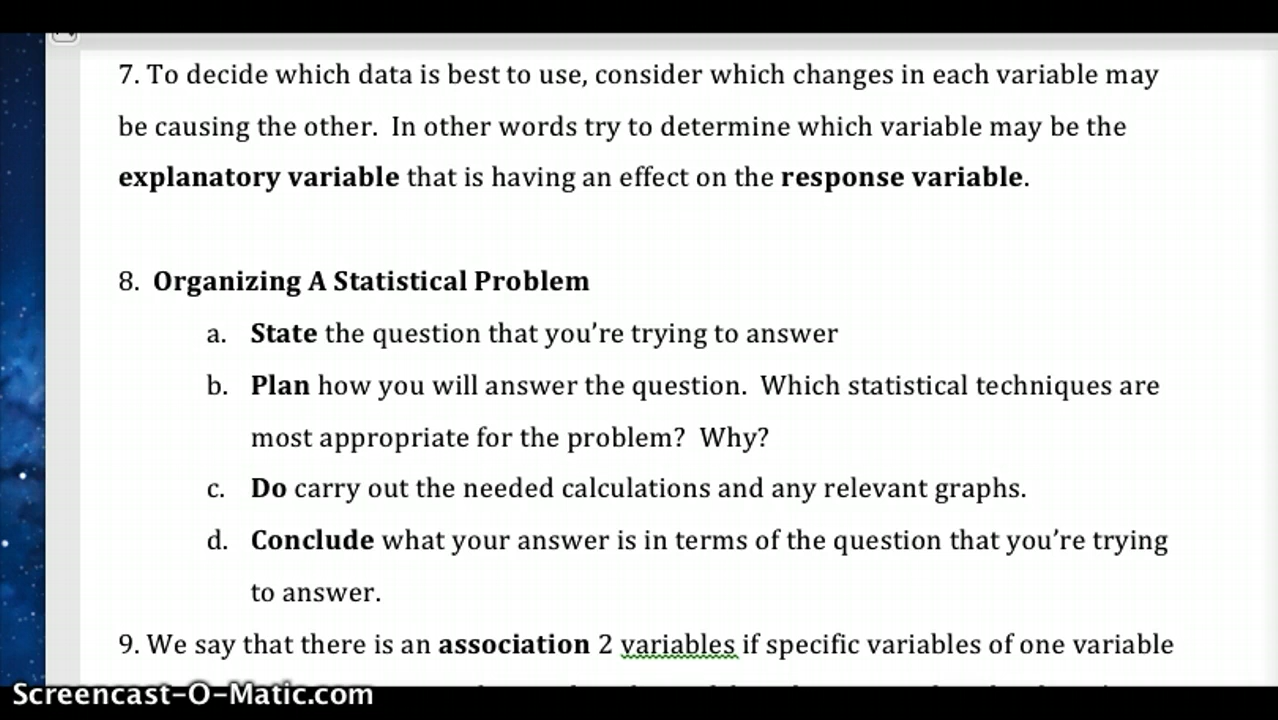 7. To decide which data is best to use, consider which changes in each variable may
be causing the other.  In other words try to determine which variable may be the
explanatory variable that is having an effect on the response variable.
8.  Organizing A Statistical Problem
a.   State the question that you're trying to answer
b.   Plan how you will answer the question.  Which statistical techniques are
most appropriate for the problem?  Why?
c.   Do carry out the needed calculations and any relevant graphs.
d.   Conclude what your answer is in terms of the question that you're trying
to answer.
9. We say that there is an association 2 variables if specific variables of one variable
Screencast-O-Matic.com